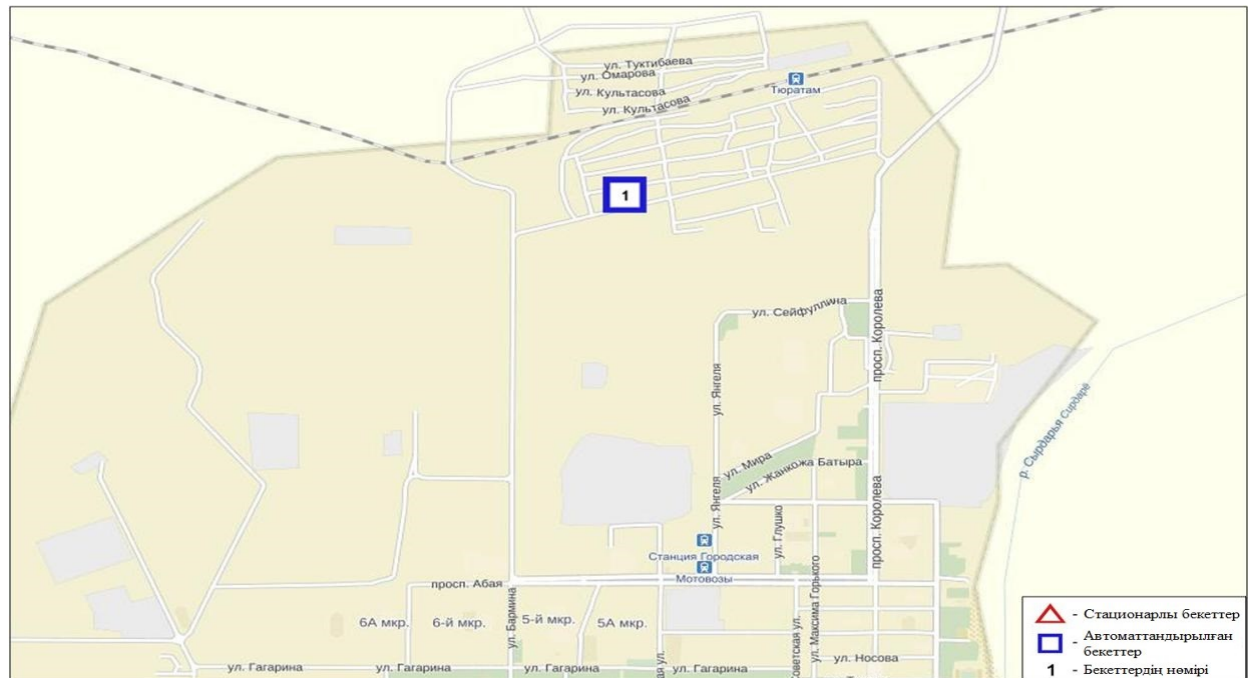 ул. Туктибаева
ул. Омарова
ул. Культасова
ул. Культасова
Тюратам
1
ул. Сейфуллина
просп. Королева
ул. Янгеля
р. Сырдарья Сирдарё
ул. Мира
ул. Жанкожа Батыра
ул. Янгеля
ул. Глушко
просп. Королева
Станция Городская
Мотовозы
просп. Абая
ул. Бармина
ул. Максима Горького
6А мкр.
6-й мкр.
5-й мкр.
5А мкр.
ул. Носова
ул. Гагарина
ул. Гагарина
ул. Гагарина
ул. Гагарина
- Стационарлы бекеттер
- Автоматтандырылған
бекеттер
1 - Бекеттердің нөмірі